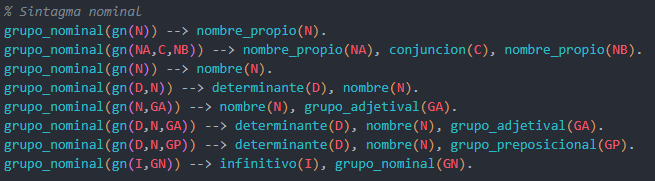 % Sintagma nominal
grupo_nominal(gn(N)) --> nombre_propio(N).
grupo_nominal(gn(NA,C,NB)) --> nombre_propio(NA), conjuncion(C), nombre_propio(NB).
grupo_nominal(gn(N)) --> nombre(N).
grupo_nominal(gn(D,N)) --> determinante(D), nombre(N).
grupo_nominal(gn(N,GA)) --> nombre(N), grupo_adjetival(GA).
grupo_nominal(gn(D,N,GA)) --> determinante(D), nombre(N), grupo_adjetival(GA).
grupo_nominal(gn(D,N,GP)) --> determinante(D), nombre(N), grupo_preposicional(GP).
grupo_nominal(gn(I,GN)) --> infinitivo(I), grupo_nominal(GN).